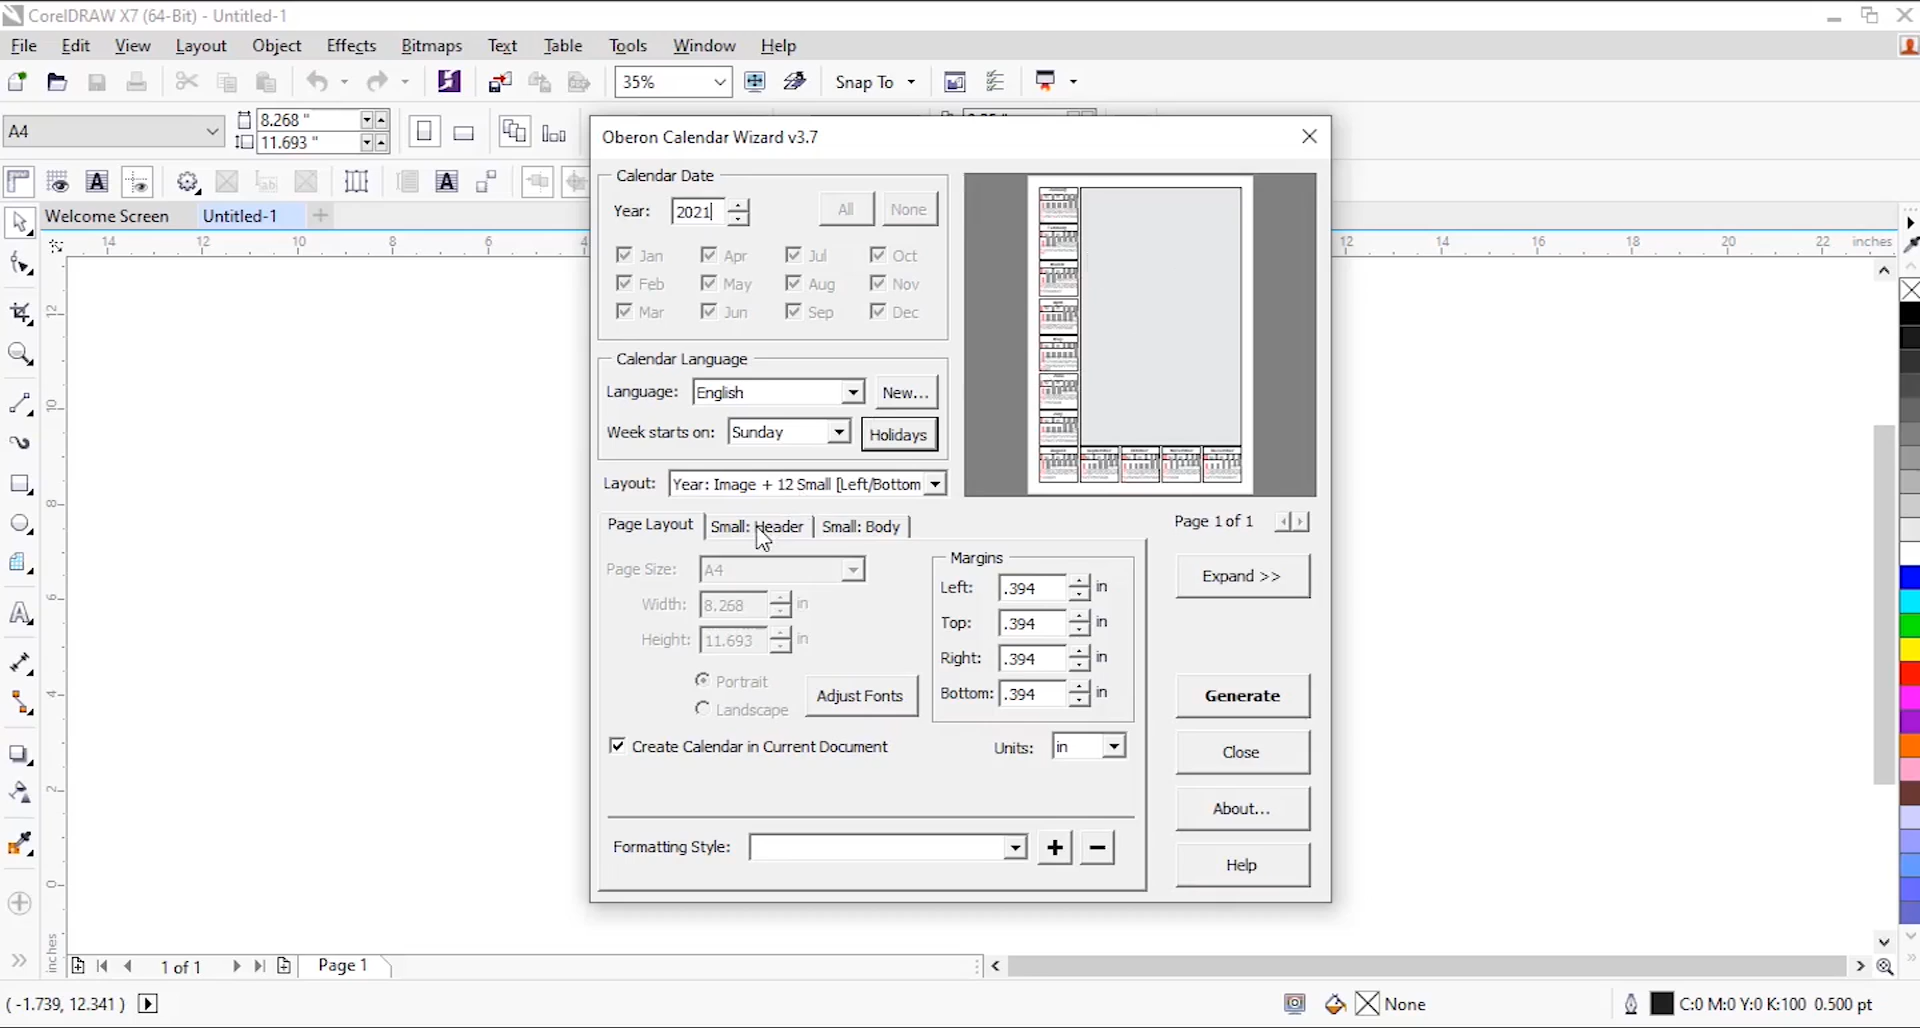 CorelDRAW X7 (64-Bit) - Untitled-1
File Edit View Layout Object Effects Bitmaps Text Table Tools Window Help
35% Snap To
A4 8.268 "
11.693 "
Welcome Screen Untitled-1
14 12 10 8 6 4 12 14 16 18 20 22 inches
12
10
8
6
4
2
0
inches
Oberon Calendar Wizard v3.7
Calendar Date
Year: 2021 All None
Jan Apr Jul Oct
Feb May Aug Nov
Mar Jun Sep Dec
Calendar Language
Language: English New...
Week starts on: Sunday Holidays
Layout: Year: Image + 12 Small [Left/Bottom
Page Layout Small: Header Small: Body Page 1 of 1
Page Size: A4
Width: 8.268 in
Height: 11.693 in
Portrait
Landscape
Adjust Fonts
Margins
Left: .394 in
Top: .394 in
Right: .394 in
Bottom: .394 in
Expand >>
Generate
Create Calendar in Current Document Units: in
Close
About...
Formatting Style: + −
Help
1 of 1 Page 1
( -1.739, 12.341 ) None C:0 M:0 Y:0 K:100 0.500 pt